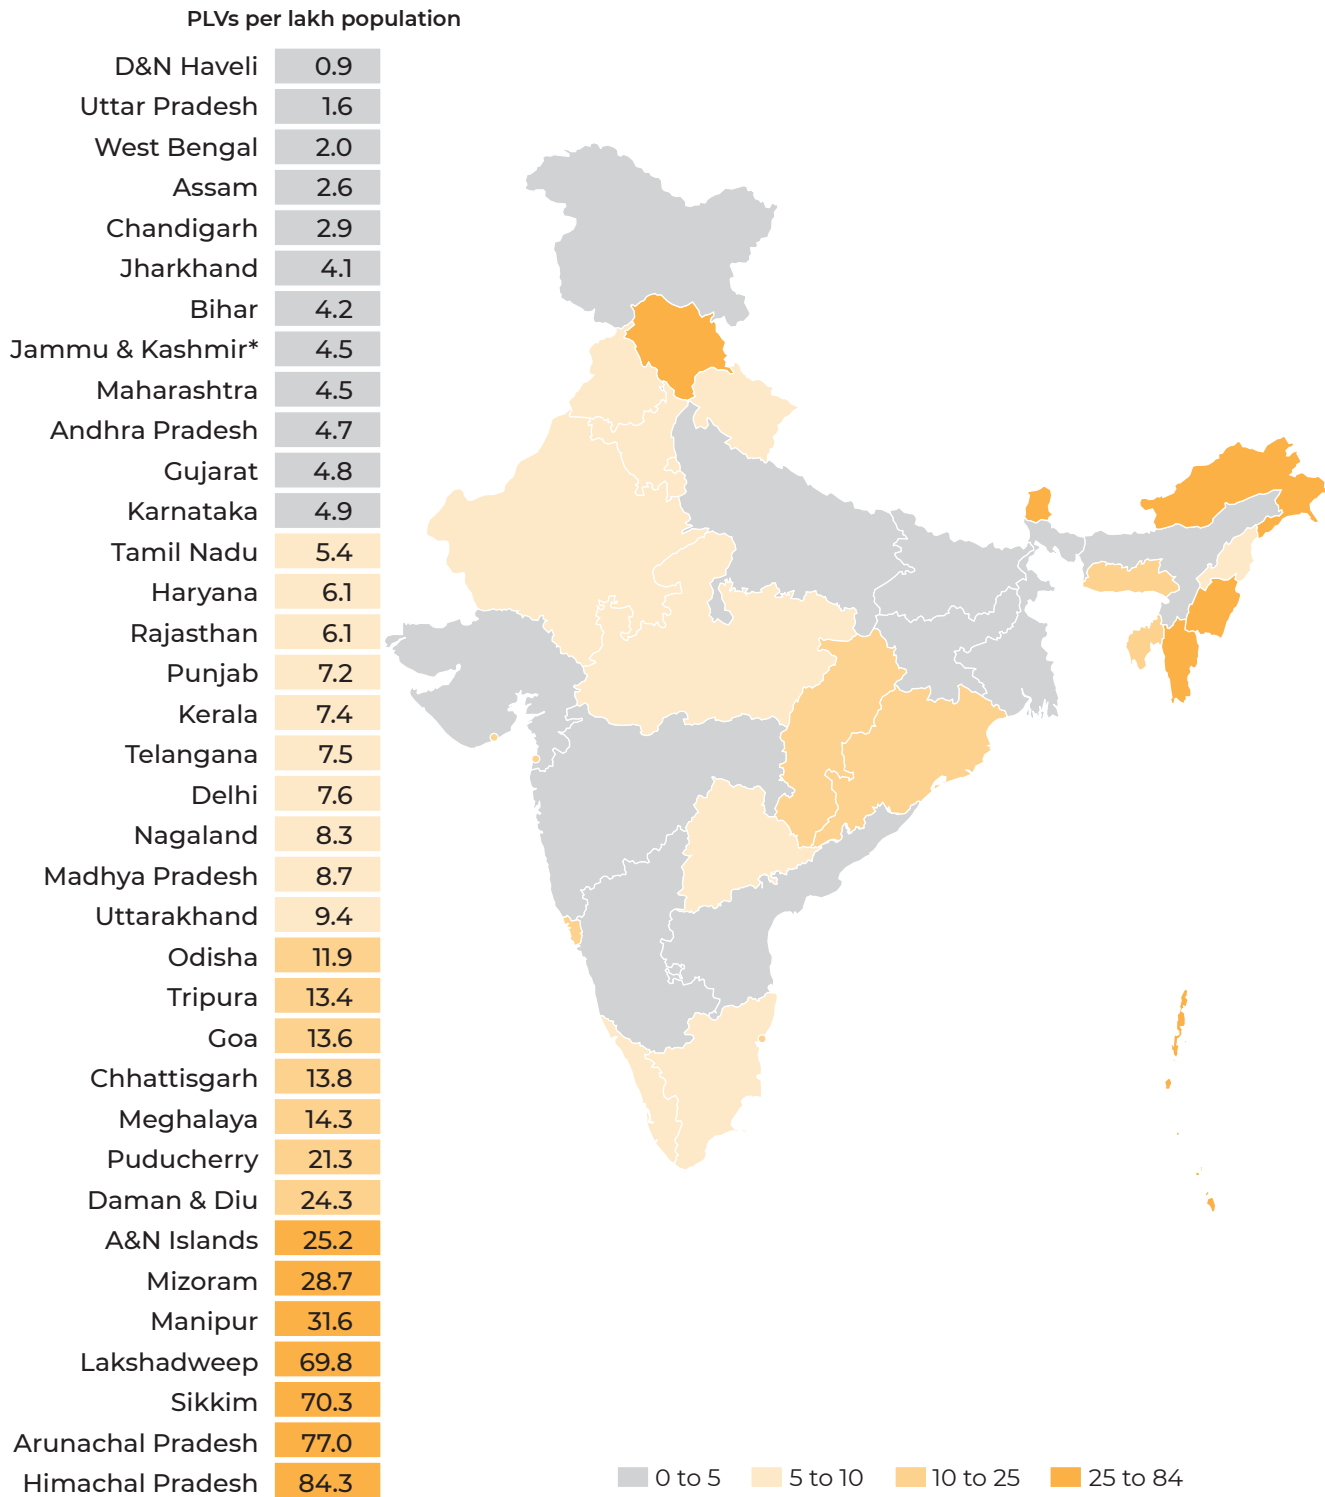 PLVs per lakh population
D&N Haveli 0.9
Uttar Pradesh 1.6
West Bengal 2.0
Assam 2.6
Chandigarh 2.9
Jharkhand 4.1
Bihar 4.2
Jammu & Kashmir* 4.5
Maharashtra 4.5
Andhra Pradesh 4.7
Gujarat 4.8
Karnataka 4.9
Tamil Nadu 5.4
Haryana 6.1
Rajasthan 6.1
Punjab 7.2
Kerala 7.4
Telangana 7.5
Delhi 7.6
Nagaland 8.3
Madhya Pradesh 8.7
Uttarakhand 9.4
Odisha 11.9
Tripura 13.4
Goa 13.6
Chhattisgarh 13.8
Meghalaya 14.3
Puducherry 21.3
Daman & Diu 24.3
A&N Islands 25.2
Mizoram 28.7
Manipur 31.6
Lakshadweep 69.8
Sikkim 70.3
Arunachal Pradesh 77.0
Himachal Pradesh 84.3
0 to 5 5 to 10 10 to 25 25 to 84